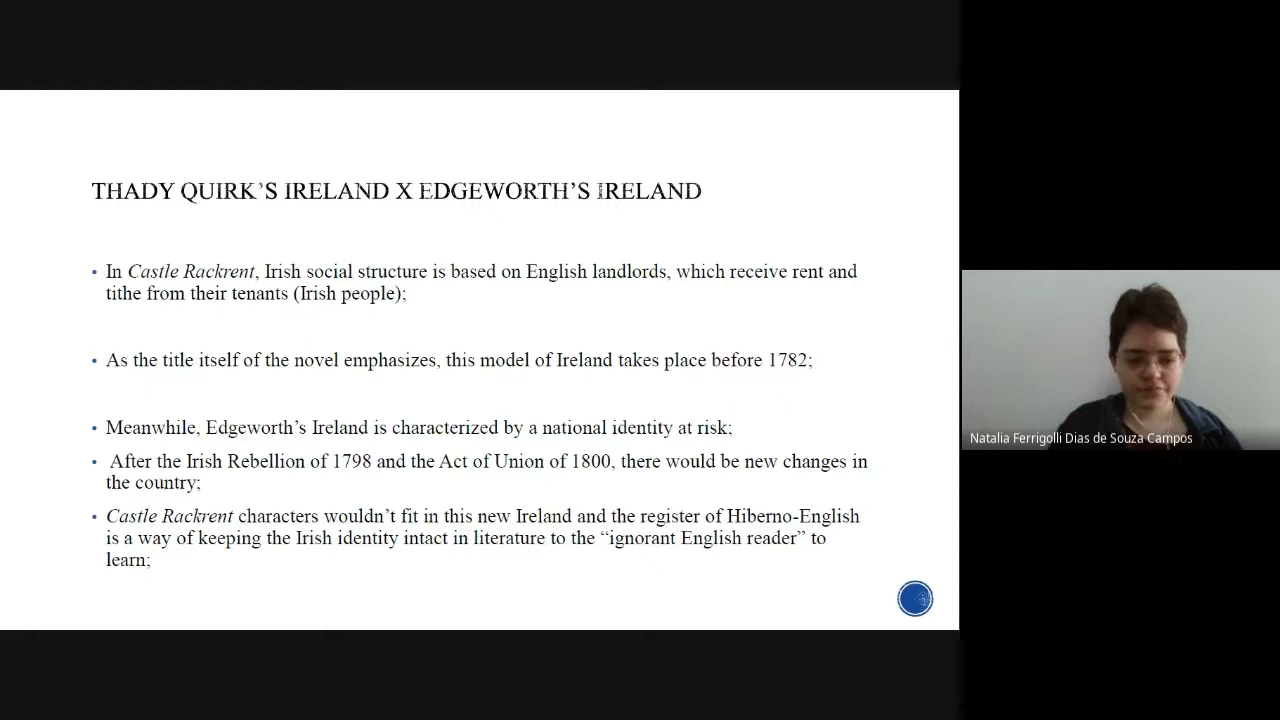 THADY QUIRK'S IRELAND X EDGEWORTH'S IRELAND
• In Castle Rackrent, Irish social structure is based on English landlords, which receive rent and
tithe from their tenants (Irish people);
• As the title itself of the novel emphasizes, this model of Ireland takes place before 1782;
• Meanwhile, Edgeworth's Ireland is characterized by a national identity at risk;
• After the Irish Rebellion of 1798 and the Act of Union of 1800, there would be new changes in
the country;
• Castle Rackrent characters wouldn't fit in this new Ireland and the register of Hiberno-English
is a way of keeping the Irish identity intact in literature to the “ignorant English reader” to
learn;
Natalia Ferrigolli Dias de Souza Campos